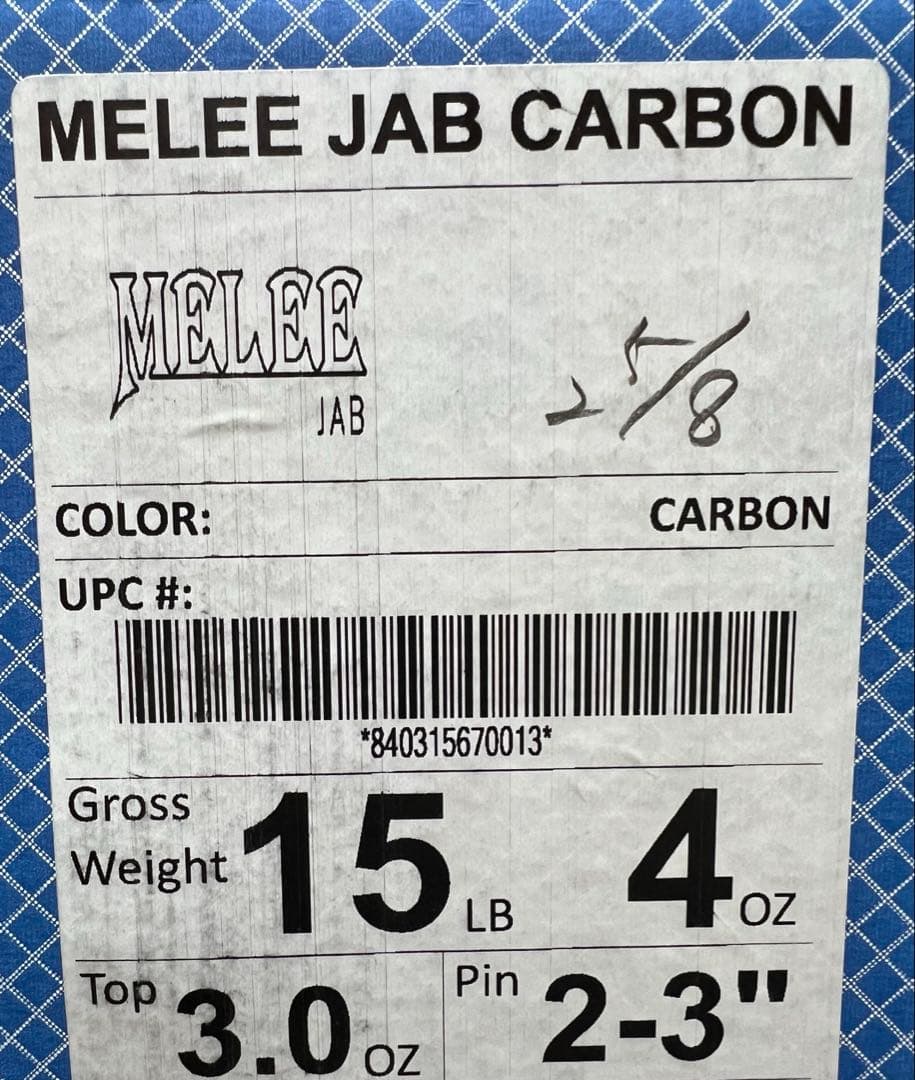 MELEE JAB CARBON
MELEE
JAB
2 5/8
COLOR: CARBON
UPC #:
*840315670013*
Gross Weight 15 LB 4 OZ
Top 3.0 OZ Pin 2-3"